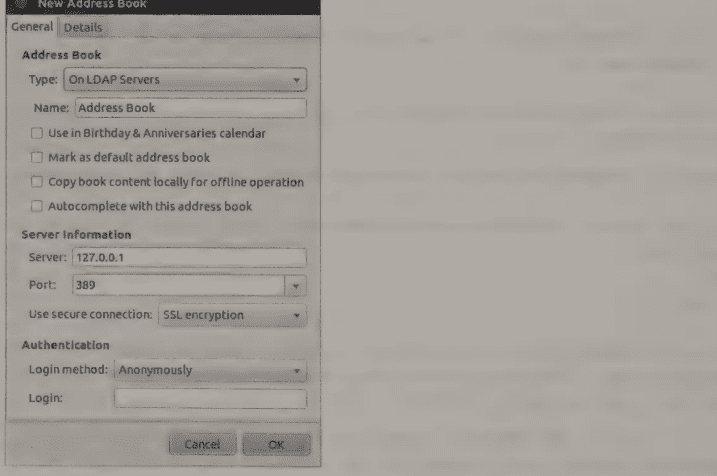 New Address Book
General Details
Address Book
Type: On LDAP Servers
Name: Address Book
Use in Birthday & Anniversaries calendar
Mark as default address book
Copy book content locally for offline operation
Autocomplete with this address book
Server Information
Server: 127.0.0.1
Port: 389
Use secure connection: SSL encryption
Authentication
Login method: Anonymously
Login:
Cancel OK